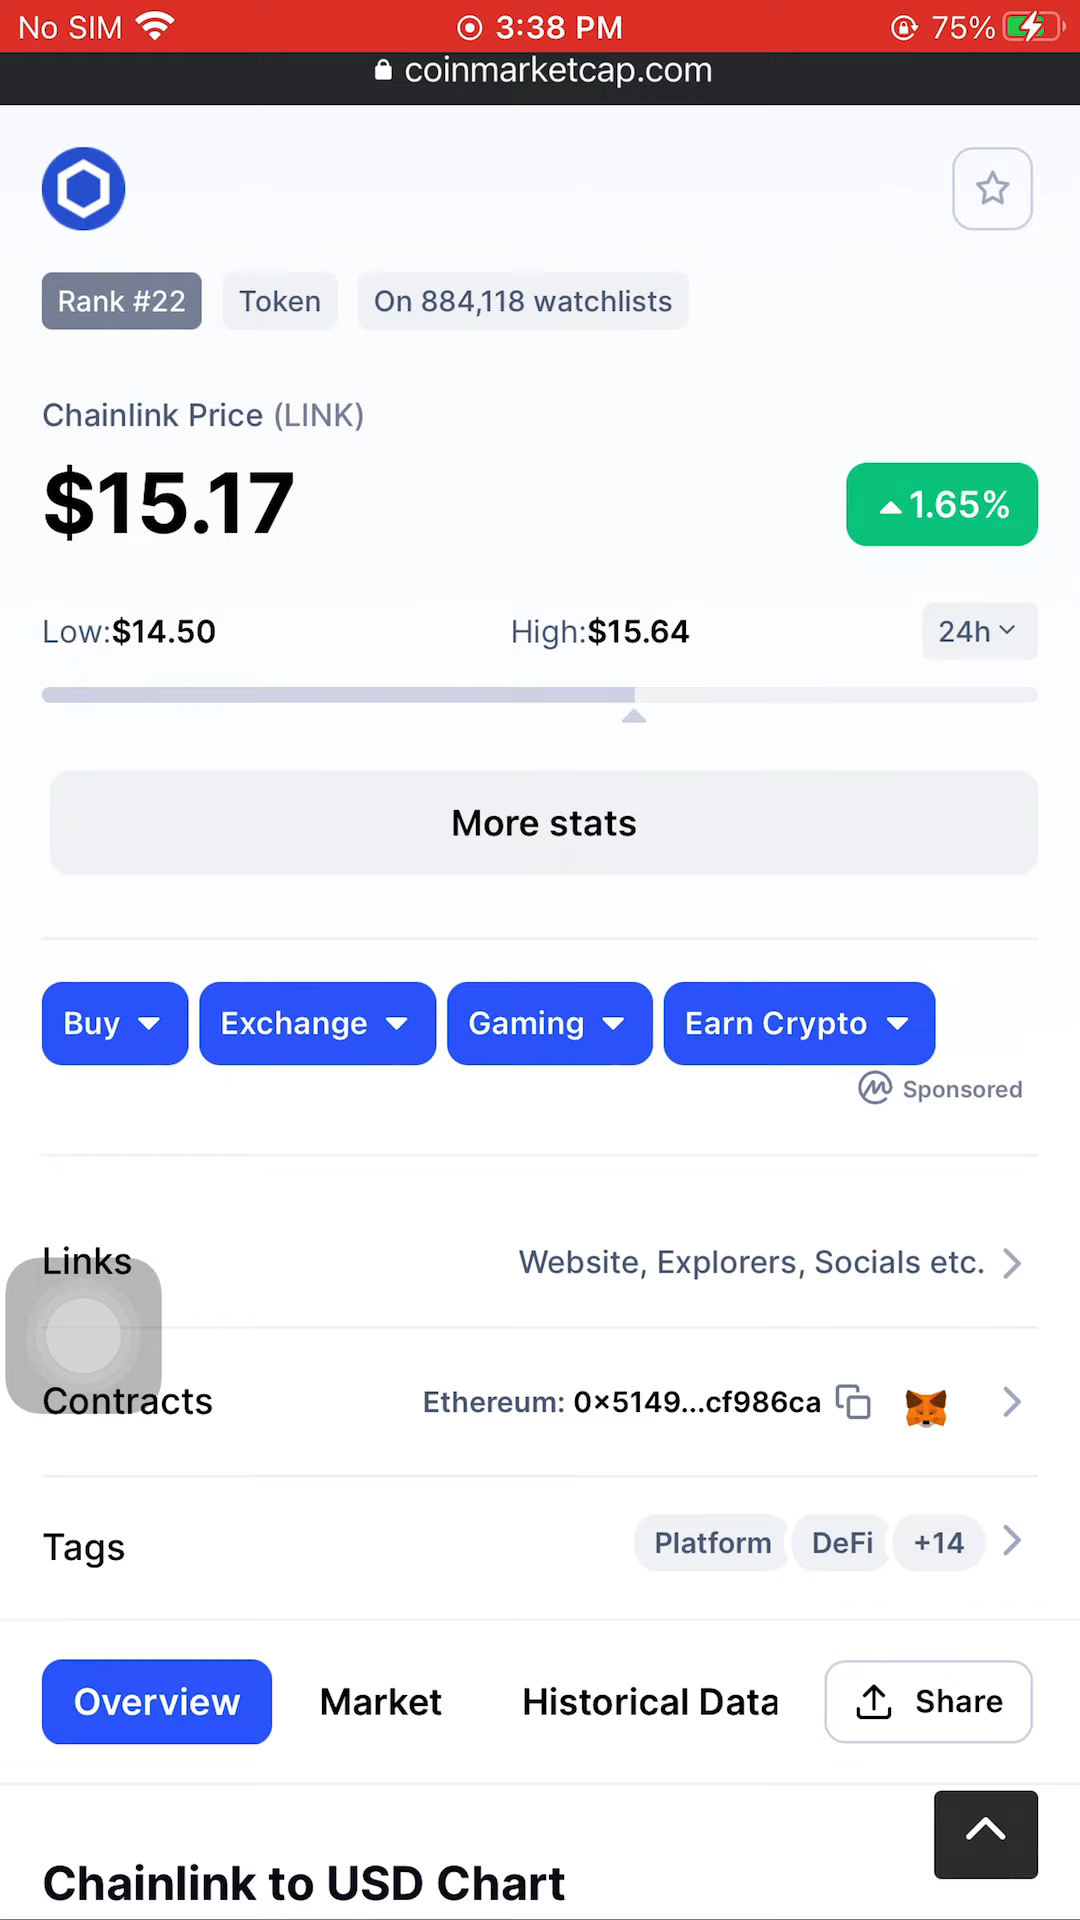 No SIM 3:38 PM 75%
coinmarketcap.com
Rank #22 Token On 884,118 watchlists
Chainlink Price (LINK)
$15.17 1.65%
Low:$14.50 High:$15.64 24h
More stats
Buy Exchange Gaming Earn Crypto
Sponsored
Links Website, Explorers, Socials etc.
Contracts Ethereum: 0×5149...cf986ca
Tags Platform DeFi +14
Overview Market Historical Data Share
Chainlink to USD Chart